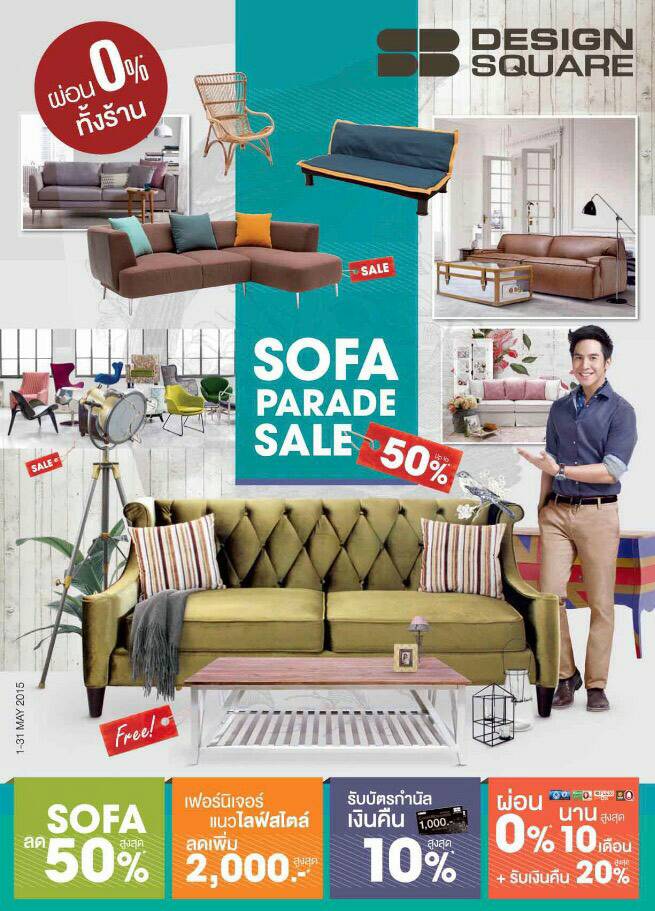 ผ่อน 0%*
ทั้งร้าน
SB DESIGN
SQUARE
SALE
SOFA
PARADE
SALE
Up to
50%*
SALE
Free!
1-31 MAY 2015
SOFA
ลด สูงสุด
50%*
เฟอร์นิเจอร์
แนวไลฟ์สไตล์
ลดเพิ่ม สูงสุด
2,000.-*
รับบัตรกำนัล
เงินคืน 1,000.-
สูงสุด
10%*
ผ่อน
0%* นาน สูงสุด
10 เดือน
+ รับเงินคืน สูงสุด 20%*